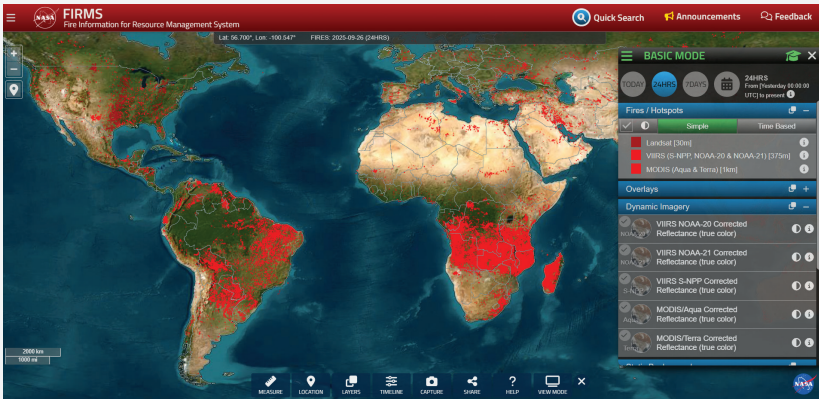 NASA
FIRMS
Fire Information for Resource Management System
Quick Search
Announcements
Feedback
Lat: 56.700°, Lon: -100.547°
FIRES: 2025-09-26 (24HRS)
+
−
BASIC MODE
TODAY
24HRS
7DAYS
24HRS
From [Yesterday 00:00:00
UTC] to present
Fires / Hotspots
Simple
Time Based
Landsat [30m]
VIIRS (S-NPP, NOAA-20 & NOAA-21) [375m]
MODIS (Aqua & Terra) [1km]
Overlays
Dynamic Imagery
VIIRS NOAA-20 Corrected
Reflectance (true color)
VIIRS NOAA-21 Corrected
Reflectance (true color)
VIIRS S-NPP Corrected
Reflectance (true color)
MODIS/Aqua Corrected
Reflectance (true color)
MODIS/Terra Corrected
Reflectance (true color)
2000 km
1000 mi
MEASURE
LOCATION
LAYERS
TIMELINE
CAPTURE
SHARE
HELP
VIEW MODE
NASA